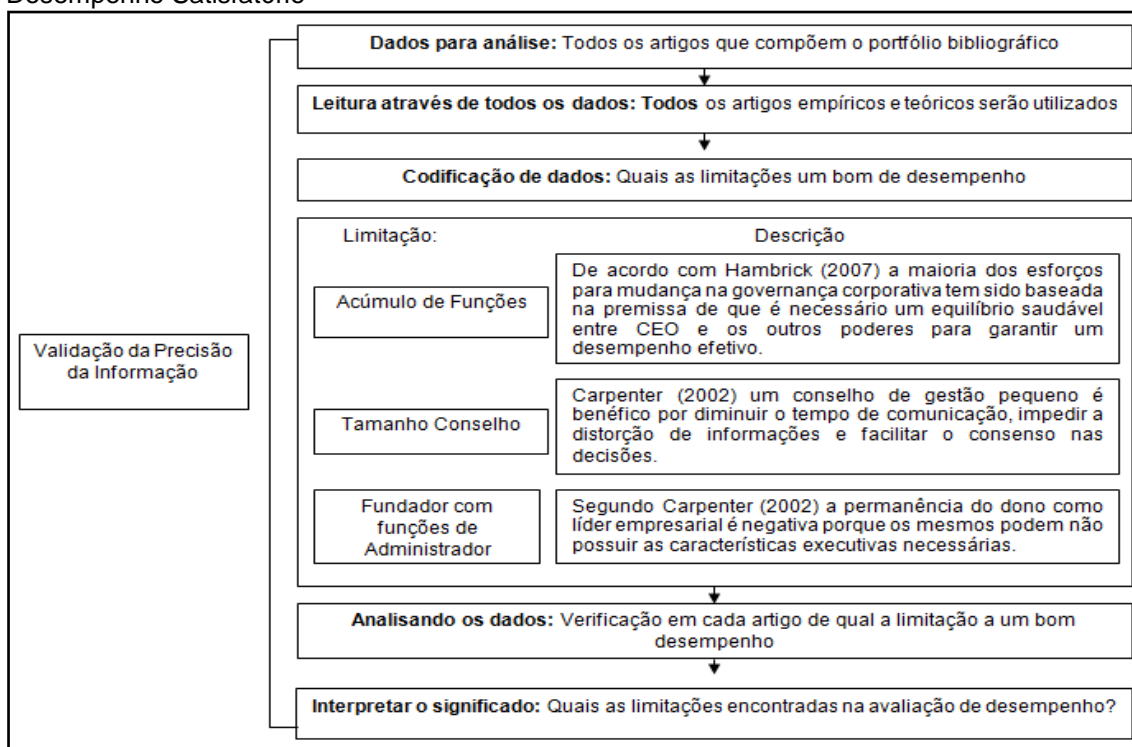 Desempenho Satisfatório
Dados para análise: Todos os artigos que compõem o portfólio bibliográfico
Leitura através de todos os dados: Todos os artigos empíricos e teóricos serão utilizados
Codificação de dados: Quais as limitações um bom de desempenho
Limitação:
Descrição
Acúmulo de Funções
De acordo com Hambrick (2007) a maioria dos esforços
para mudança na governança corporativa tem sido baseada
na premissa de que é necessário um equilíbrio saudável
entre CEO e os outros poderes para garantir um
desempenho efetivo.
Validação da Precisão
da Informação
Tamanho Conselho
Carpenter (2002) um conselho de gestão pequeno é
benéfico por diminuir o tempo de comunicação, impedir a
distorção de informações e facilitar o consenso nas
decisões.
Fundador com
funções de
Administrador
Segundo Carpenter (2002) a permanência do dono como
líder empresarial é negativa porque os mesmos podem não
possuir as características executivas necessárias.
Analisando os dados: Verificação em cada artigo de qual a limitação a um bom
desempenho
Interpretar o significado: Quais as limitações encontradas na avaliação de desempenho?